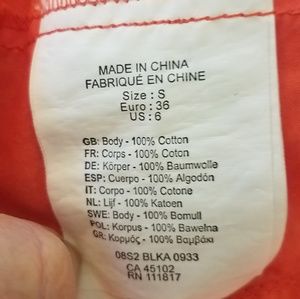 MADE IN CHINA
FABRIQUÉ EN CHINE
Size : S
Euro : 36
US : 6
GB: Body - 100% Cotton
FR: Corps - 100% Coton
DE: Körper - 100% Baumwolle
ESP: Cuerpo - 100% Algodón
IT: Corpo - 100% Cotone
NL: Lijf - 100% Katoen
SWE: Body - 100% Bomull
POL: Korpus - 100% Bawełna
GR: Κορμός - 100% Βαμβάκι
08S2 BLKA 0933
CA 45102
RN 111817